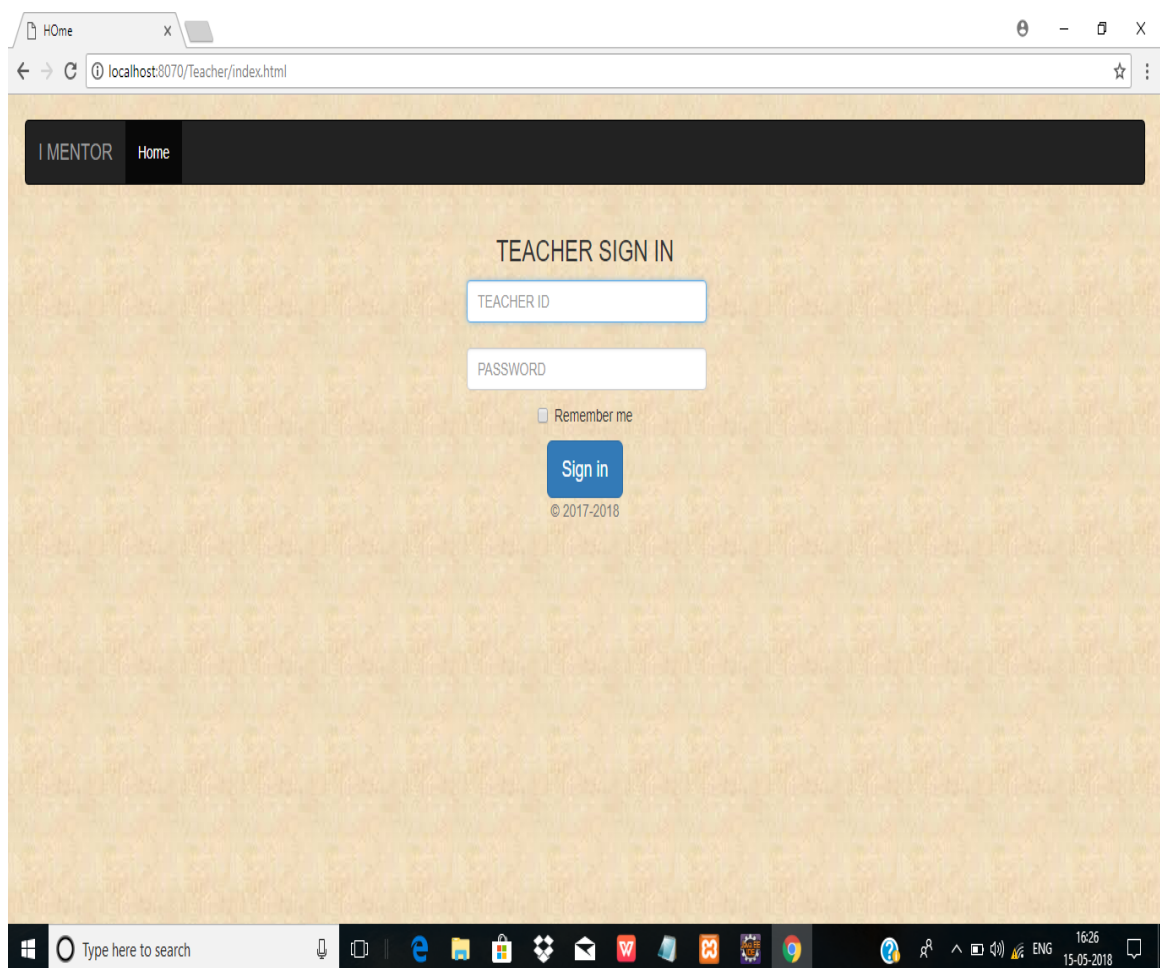 HOme
localhost:8070/Teacher/index.html
I MENTOR Home
TEACHER SIGN IN
TEACHER ID
PASSWORD
Remember me
Sign in
© 2017-2018
Type here to search
ENG
16:26
15-05-2018